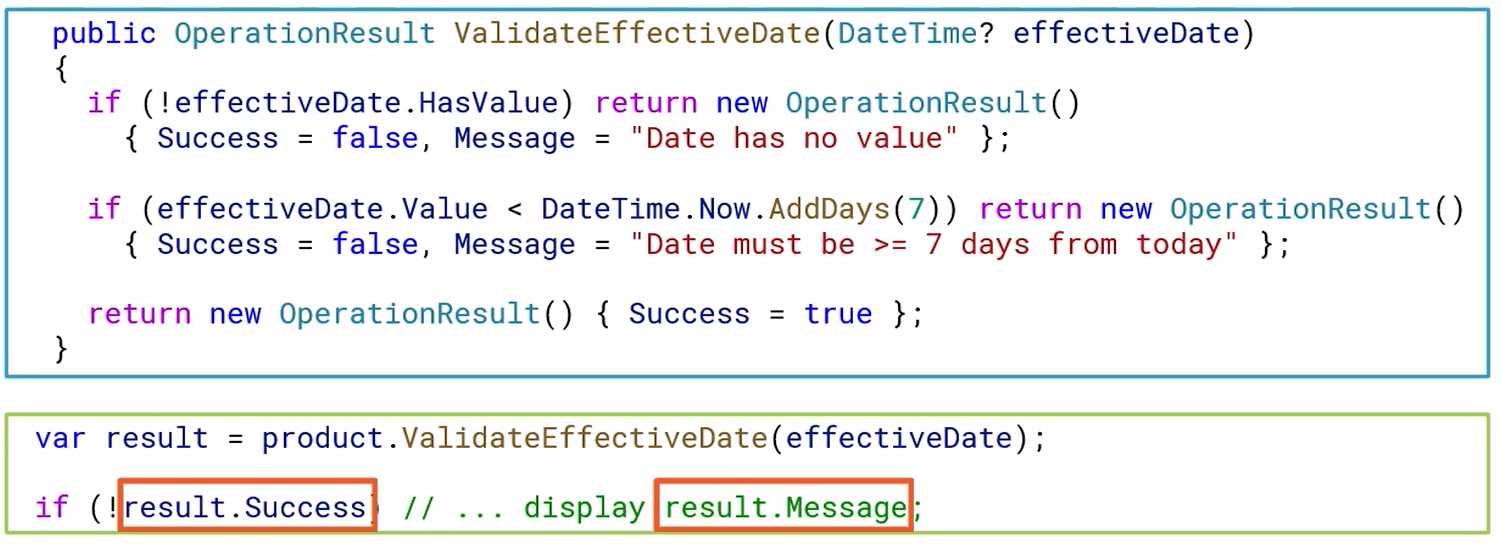 public OperationResult ValidateEffectiveDate(DateTime? effectiveDate)
{
if (!effectiveDate.HasValue) return new OperationResult()
{ Success = false, Message = "Date has no value" };
if (effectiveDate.Value < DateTime.Now.AddDays(7)) return new OperationResult()
{ Success = false, Message = "Date must be >= 7 days from today" };
return new OperationResult() { Success = true };
}
var result = product.ValidateEffectiveDate(effectiveDate);
if (!result.Success) // ... display result.Message;